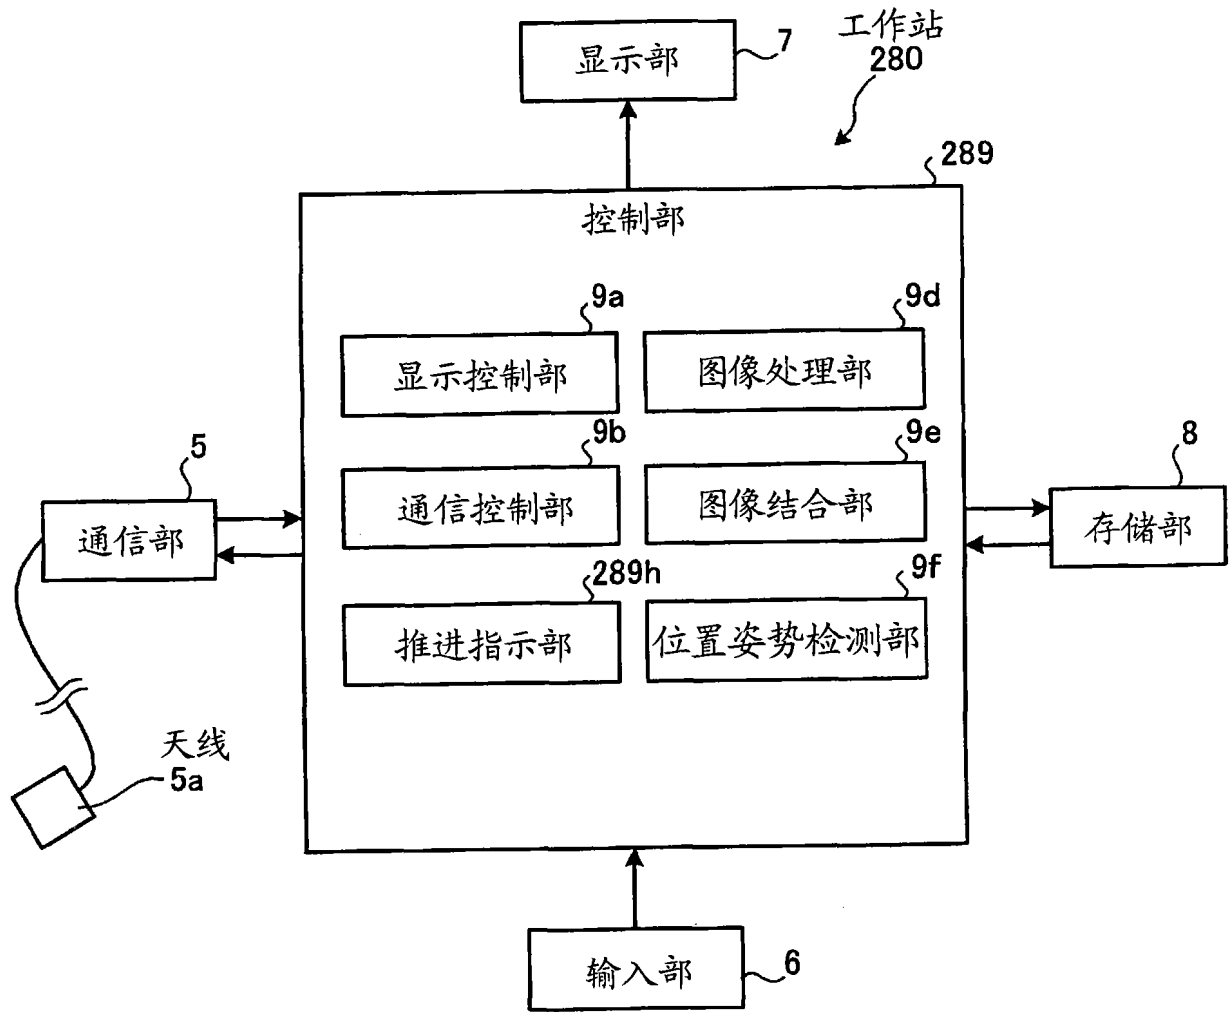 工作站
280
显示部
7
289
控制部
9a
9d
显示控制部
图像处理部
9b
9e
通信控制部
图像结合部
5
通信部
8
存储部
289h
9f
推进指示部
位置姿势检测部
天线
5a
输入部
6